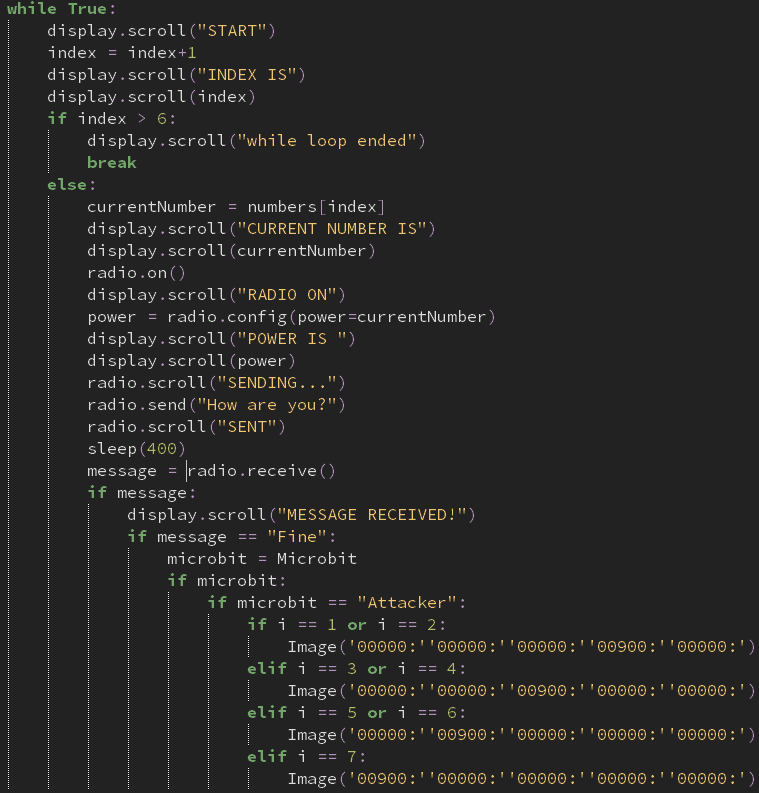 while True:
    display.scroll("START")
    index = index+1
    display.scroll("INDEX IS")
    display.scroll(index)
    if index > 6:
        display.scroll("while loop ended")
        break
    else:
        currentNumber = numbers[index]
        display.scroll("CURRENT NUMBER IS")
        display.scroll(currentNumber)
        radio.on()
        display.scroll("RADIO ON")
        power = radio.config(power=currentNumber)
        display.scroll("POWER IS ")
        display.scroll(power)
        radio.scroll("SENDING...")
        radio.send("How are you?")
        radio.scroll("SENT")
        sleep(400)
        message = radio.receive()
        if message:
            display.scroll("MESSAGE RECEIVED!")
            if message == "Fine":
                microbit = Microbit
                if microbit:
                    if microbit == "Attacker":
                        if i == 1 or i == 2:
                            Image('00000:''00000:''00000:''00900:''00000:')
                        elif i == 3 or i == 4:
                            Image('00000:''00000:''00900:''00000:''00000:')
                        elif i == 5 or i == 6:
                            Image('00000:''00900:''00000:''00000:''00000:')
                        elif i == 7:
                            Image('00900:''00000:''00000:''00000:''00000:')